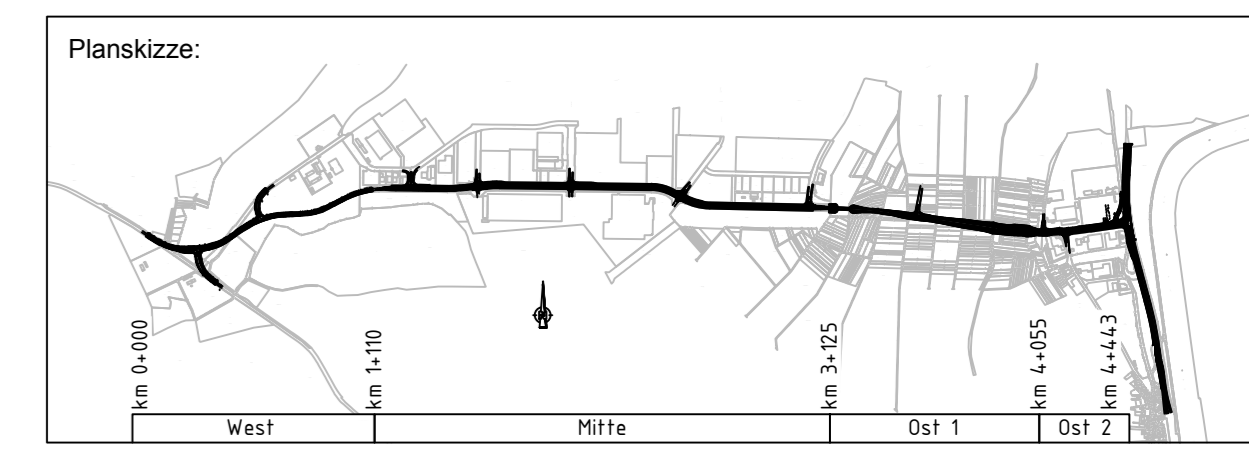 Planskizze:
km 0+000
km 1+110
km 3+125
km 4+055
km 4+443
West
Mitte
Ost 1
Ost 2